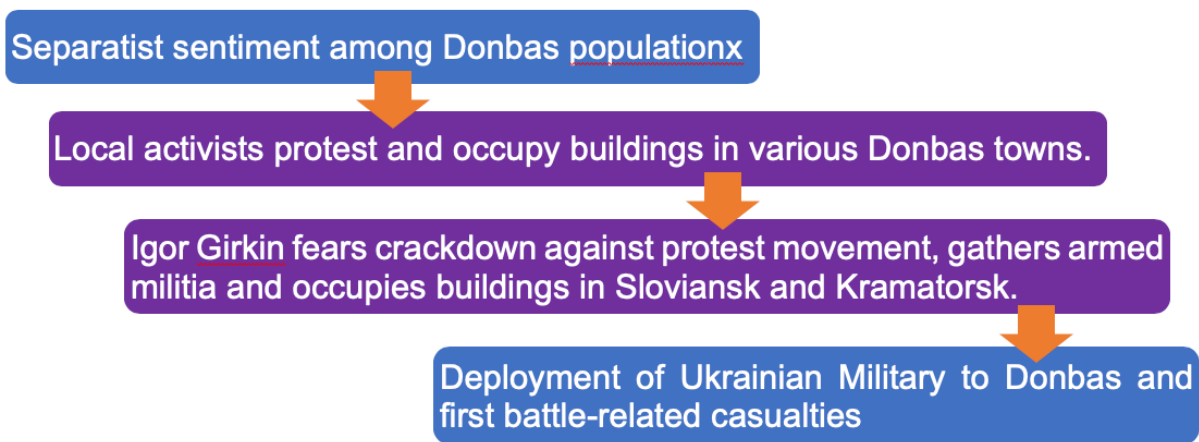 Separatist sentiment among Donbas populationx
Local activists protest and occupy buildings in various Donbas towns.
Igor Girkin fears crackdown against protest movement, gathers armed
militia and occupies buildings in Sloviansk and Kramatorsk.
Deployment of Ukrainian Military to Donbas and
first battle-related casualties